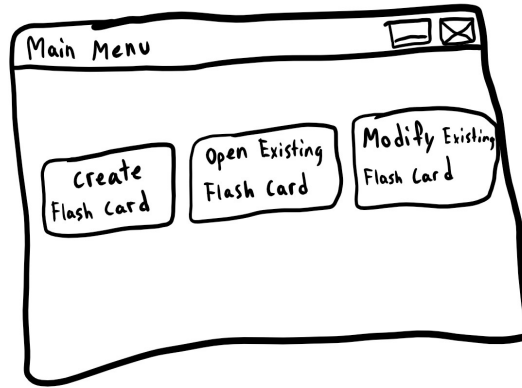 Main Menu
create
Flash Card
Open Existing
Flash Card
Modify Existing
Flash Card